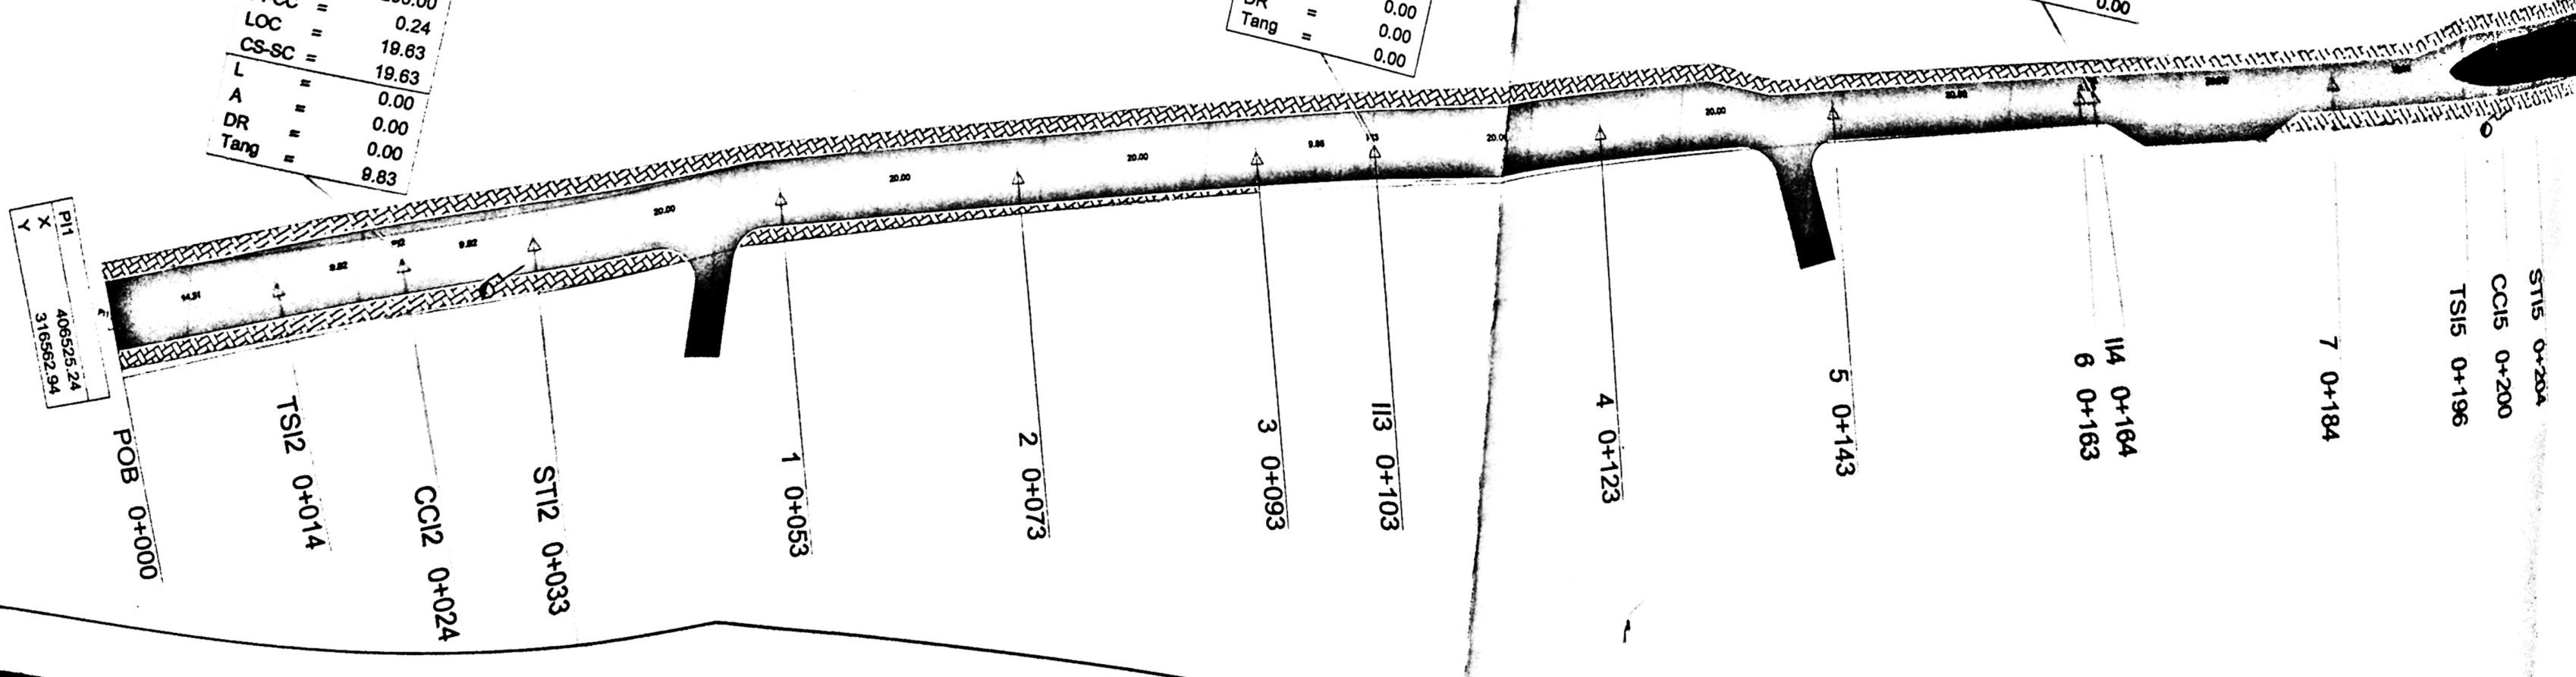 0.24
LOC = 19.63
CS-SC = 19.63
L = 0.00
A = 0.00
DR = 0.00
Tang = 9.83
0.00
DR = 0.00
Tang = 0.00
0.00
PI1
X 406525.24
Y 316562.94
14.31
9.82
9.82
20.00
20.00
20.00
9.86
20.00
20.00
20.00
POB 0+000
TSI2 0+014
CCI2 0+024
STI2 0+033
1 0+053
2 0+073
3 0+093
II3 0+103
4 0+123
5 0+143
6 0+163
II4 0+164
7 0+184
TSI5 0+196
CCI5 0+200
STI5 0+204